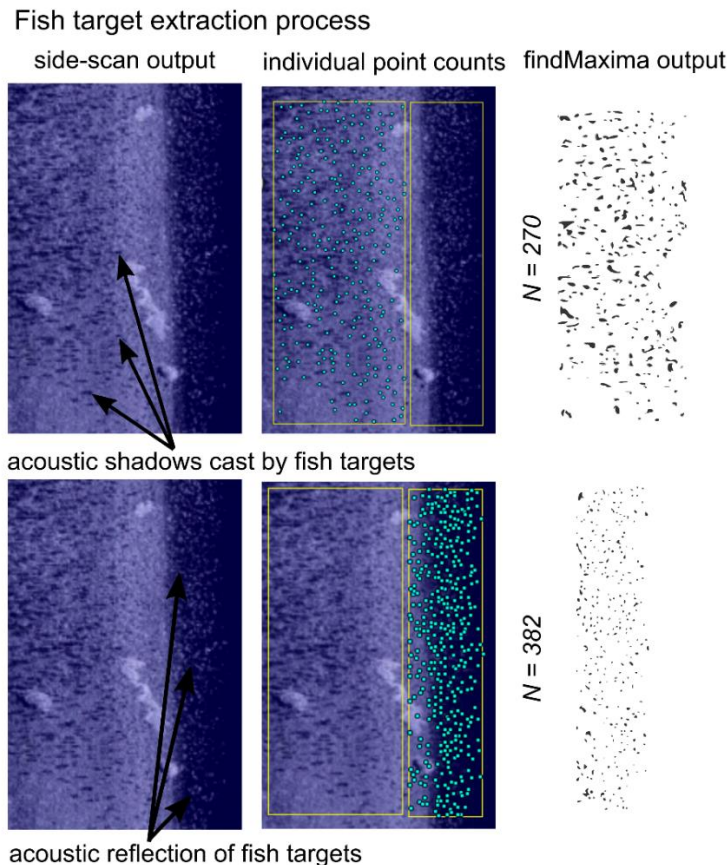 Fish target extraction process
side-scan output
individual point counts
findMaxima output
N = 270
acoustic shadows cast by fish targets
N = 382
acoustic reflection of fish targets